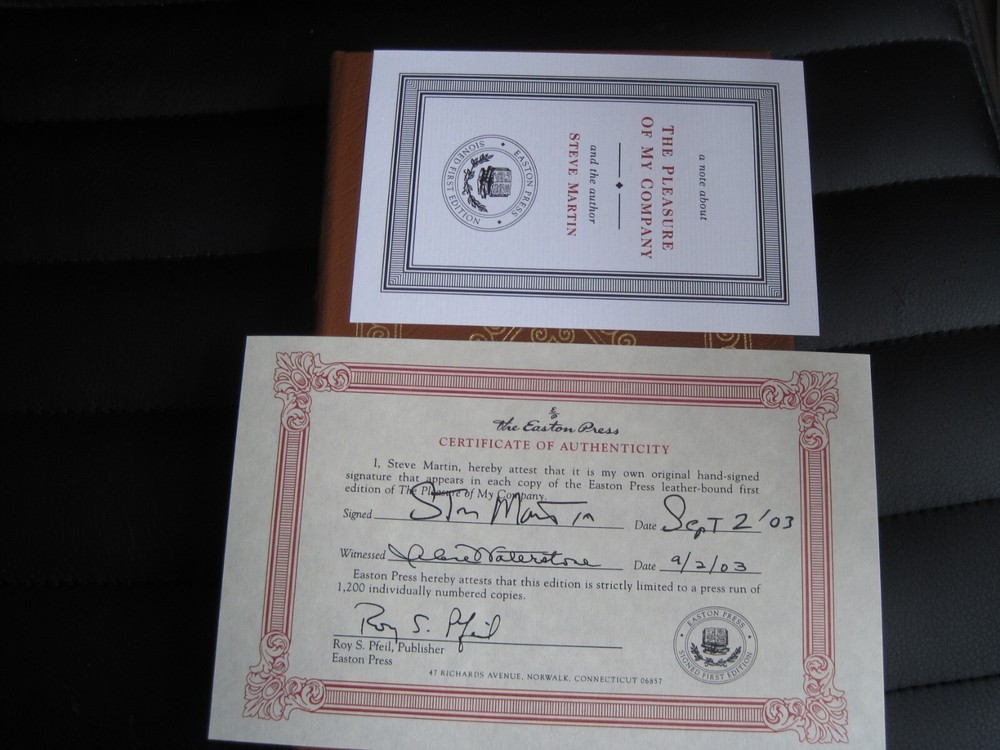 a note about
THE PLEASURE
OF MY COMPANY
and the author
STEVE MARTIN
EASTON PRESS
SIGNED FIRST EDITION
The Easton Press
CERTIFICATE OF AUTHENTICITY
I, Steve Martin, hereby attest that it is my own original hand-signed
signature that appears in each copy of the Easton Press leather-bound first
edition of The Pleasure of My Company.
Signed Steve Martin Date Sept 2 '03
Witnessed Waterstone Date 9/2/03
Easton Press hereby attests that this edition is strictly limited to a press run of
1,200 individually numbered copies.
Roy S. Pfeil
Roy S. Pfeil, Publisher
Easton Press
EASTON PRESS
SIGNED FIRST EDITION
47 RICHARDS AVENUE, NORWALK, CONNECTICUT 06857